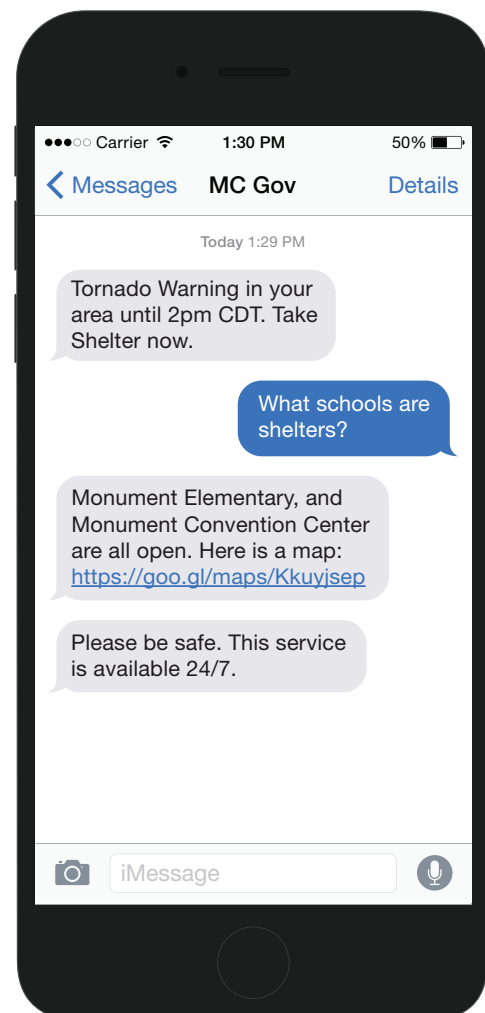 ●●●○○ Carrier 1:30 PM 50%
Messages MC Gov Details
Today 1:29 PM
Tornado Warning in your
area until 2pm CDT. Take
Shelter now.
What schools are
shelters?
Monument Elementary, and
Monument Convention Center
are all open. Here is a map:
https://goo.gl/maps/Kkuyjsep
Please be safe. This service
is available 24/7.
iMessage